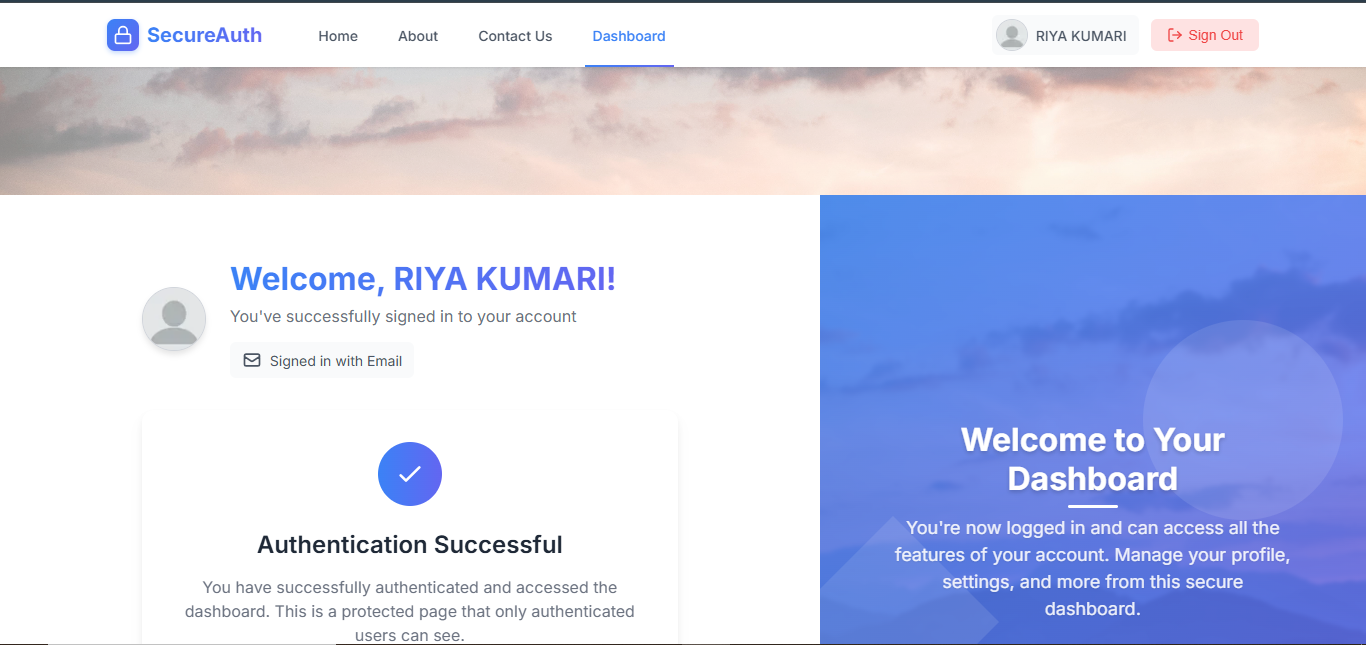 SecureAuth
Home
About
Contact Us
Dashboard
RIYA KUMARI
Sign Out
Welcome, RIYA KUMARI!
You've successfully signed in to your account
Signed in with Email
Authentication Successful
You have successfully authenticated and accessed the
dashboard. This is a protected page that only authenticated
users can see.
Welcome to Your
Dashboard
You're now logged in and can access all the
features of your account. Manage your profile,
settings, and more from this secure
dashboard.